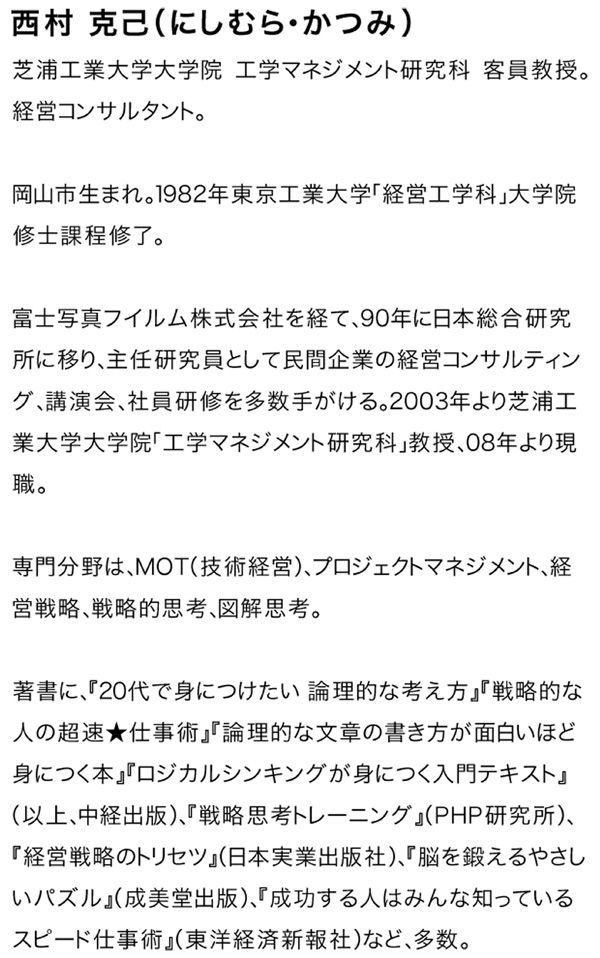 西村 克己（にしむら・かつみ）
芝浦工業大学大学院 工学マネジメント研究科 客員教授。
経営コンサルタント。
岡山市生まれ。1982年東京工業大学「経営工学科」大学院
修士課程修了。
富士写真フイルム株式会社を経て、90年に日本総合研究
所に移り、主任研究員として民間企業の経営コンサルティン
グ、講演会、社員研修を多数手がける。2003年より芝浦工
業大学大学院「工学マネジメント研究科」教授、08年より現
職。
専門分野は、MOT（技術経営）、プロジェクトマネジメント、経
営戦略、戦略的思考、図解思考。
著書に、『20代で身につけたい 論理的な考え方』『戦略的な
人の超速★仕事術』『論理的な文章の書き方が面白いほど
身につく本』『ロジカルシンキングが身につく入門テキスト』
（以上、中経出版）、『戦略思考トレーニング』（PHP研究所）、
『経営戦略のトリセツ』（日本実業出版社）、『脳を鍛えるやさし
いパズル』（成美堂出版）、『成功する人はみんな知っている
スピード仕事術』（東洋経済新報社）など、多数。